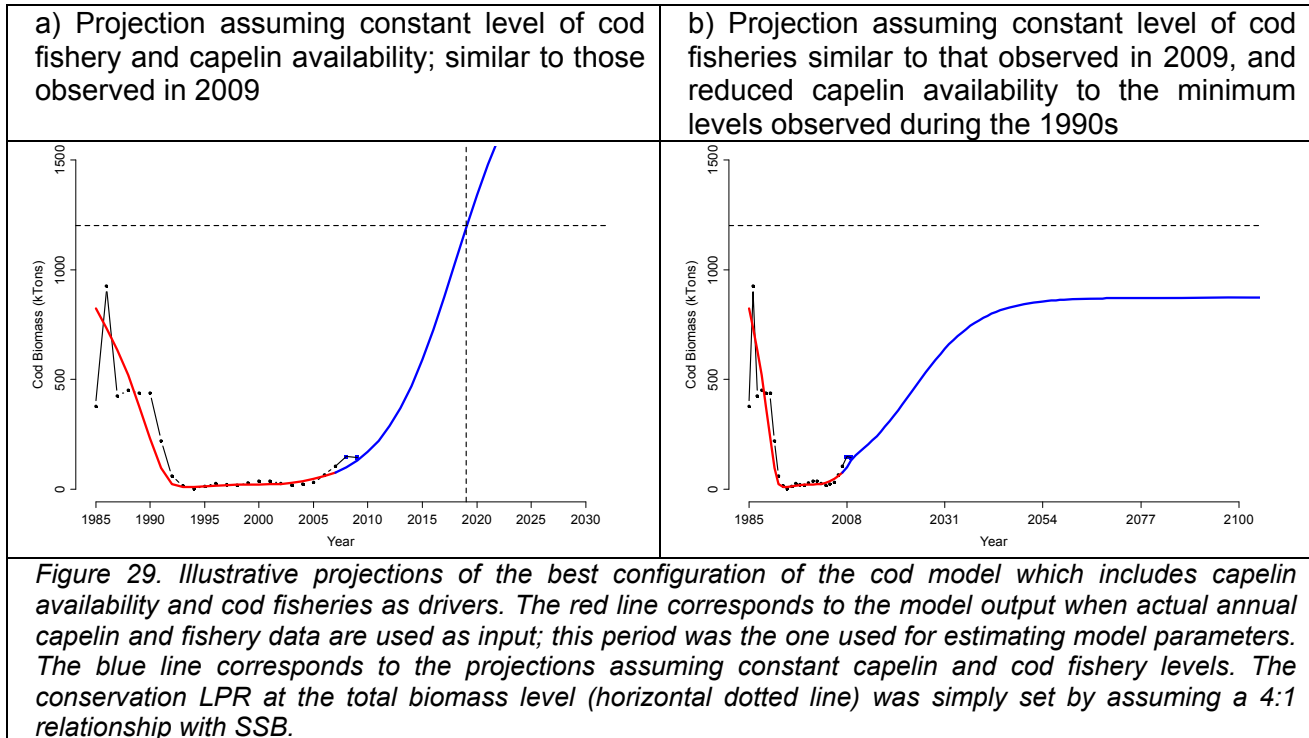 a) Projection assuming constant level of cod
fishery and capelin availability; similar to those
observed in 2009
b) Projection assuming constant level of cod
fisheries similar to that observed in 2009, and
reduced capelin availability to the minimum
levels observed during the 1990s
Cod Biomass (kTons)
1500
1000
500
0
1985 1990 1995 2000 2005 2010 2015 2020 2025 2030
Year
Cod Biomass (kTons)
1500
1000
500
0
1985 2008 2031 2054 2077 2100
Year
Figure 29. Illustrative projections of the best configuration of the cod model which includes capelin
availability and cod fisheries as drivers. The red line corresponds to the model output when actual annual
capelin and fishery data are used as input; this period was the one used for estimating model parameters.
The blue line corresponds to the projections assuming constant capelin and cod fishery levels. The
conservation LPR at the total biomass level (horizontal dotted line) was simply set by assuming a 4:1
relationship with SSB.